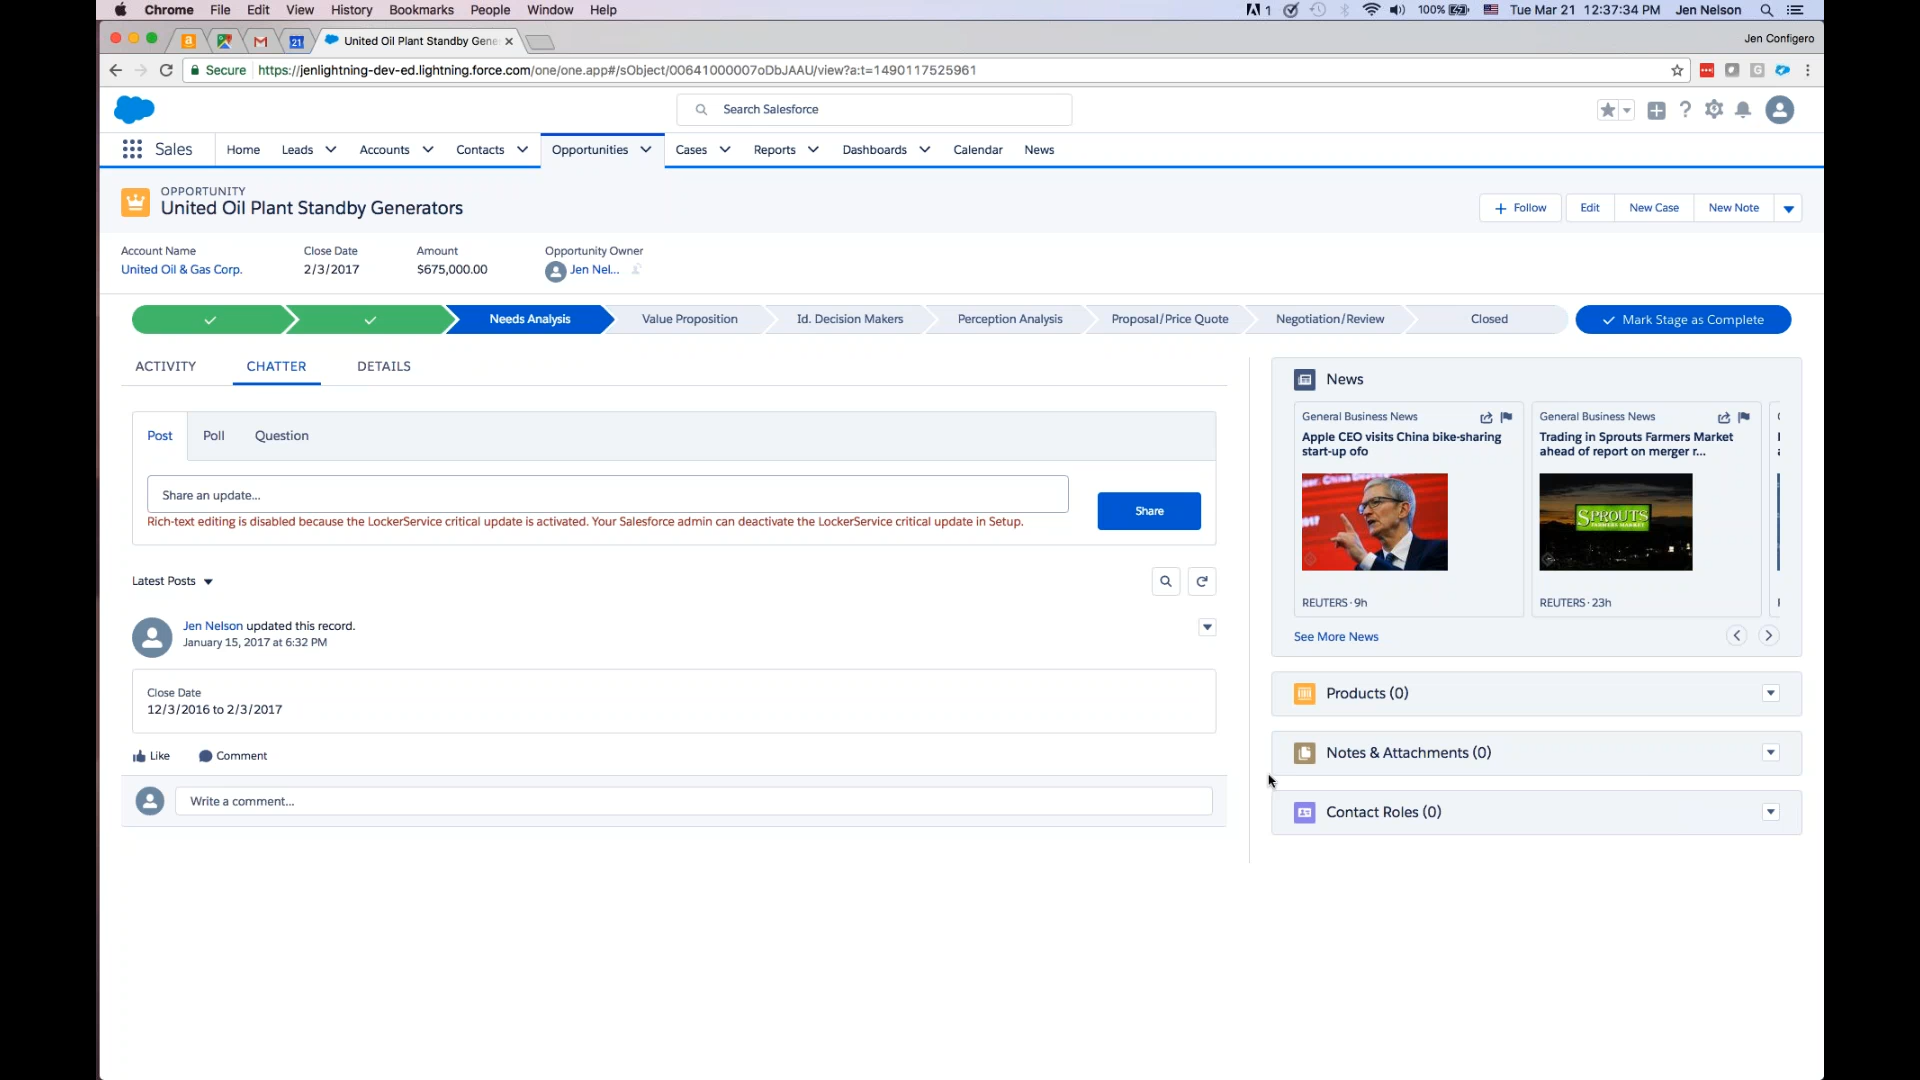 Chrome File Edit View History Bookmarks People Window Help
1 100% Tue Mar 21 12:37:34 PM Jen Nelson
a 21 United Oil Plant Standby Gene
Jen Configero
Secure https://jenlightning-dev-ed.lightning.force.com/one/one.app#/sObject/00641000007oDbJAAU/view?a:t=1490117525961
Search Salesforce
Sales Home Leads Accounts Contacts Opportunities Cases Reports Dashboards Calendar News
OPPORTUNITY
United Oil Plant Standby Generators
Follow Edit New Case New Note
Account Name Close Date Amount Opportunity Owner
United Oil & Gas Corp. 2/3/2017 $675,000.00 Jen Nel...
Needs Analysis Value Proposition Id. Decision Makers Perception Analysis Proposal/Price Quote Negotiation/Review Closed Mark Stage as Complete
ACTIVITY CHATTER DETAILS
Post Poll Question
Share an update...
Share
Rich-text editing is disabled because the LockerService critical update is activated. Your Salesforce admin can deactivate the LockerService critical update in Setup.
Latest Posts
Jen Nelson updated this record.
January 15, 2017 at 6:32 PM
Close Date
12/3/2016 to 2/3/2017
Like Comment
Write a comment...
News
General Business News
Apple CEO visits China bike-sharing
start-up ofo
REUTERS · 9h
General Business News
Trading in Sprouts Farmers Market
ahead of report on merger r...
SPROUTS
FARMERS MARKET
REUTERS · 23h
See More News
Products (0)
Notes & Attachments (0)
Contact Roles (0)